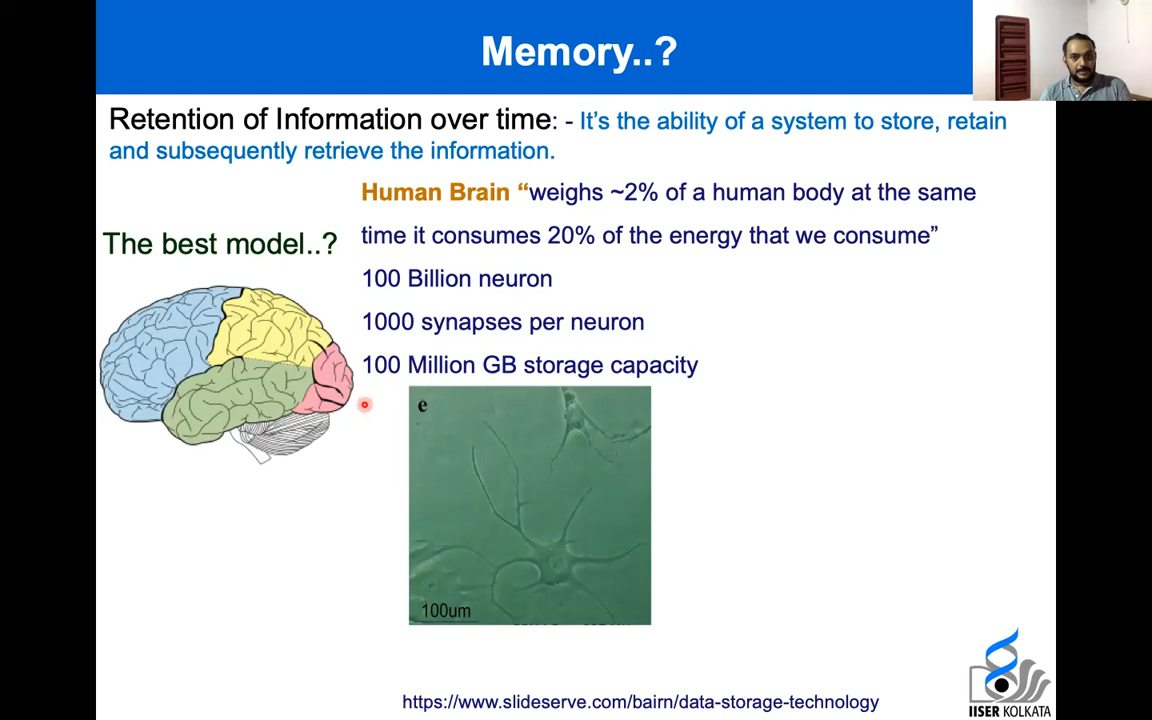 Memory..?
Retention of Information over time: - It’s the ability of a system to store, retain
and subsequently retrieve the information.
Human Brain “weighs ~2% of a human body at the same
time it consumes 20% of the energy that we consume”
The best model..?
100 Billion neuron
1000 synapses per neuron
100 Million GB storage capacity
e
100um
https://www.slideserve.com/bairn/data-storage-technology
IISER KOLKATA